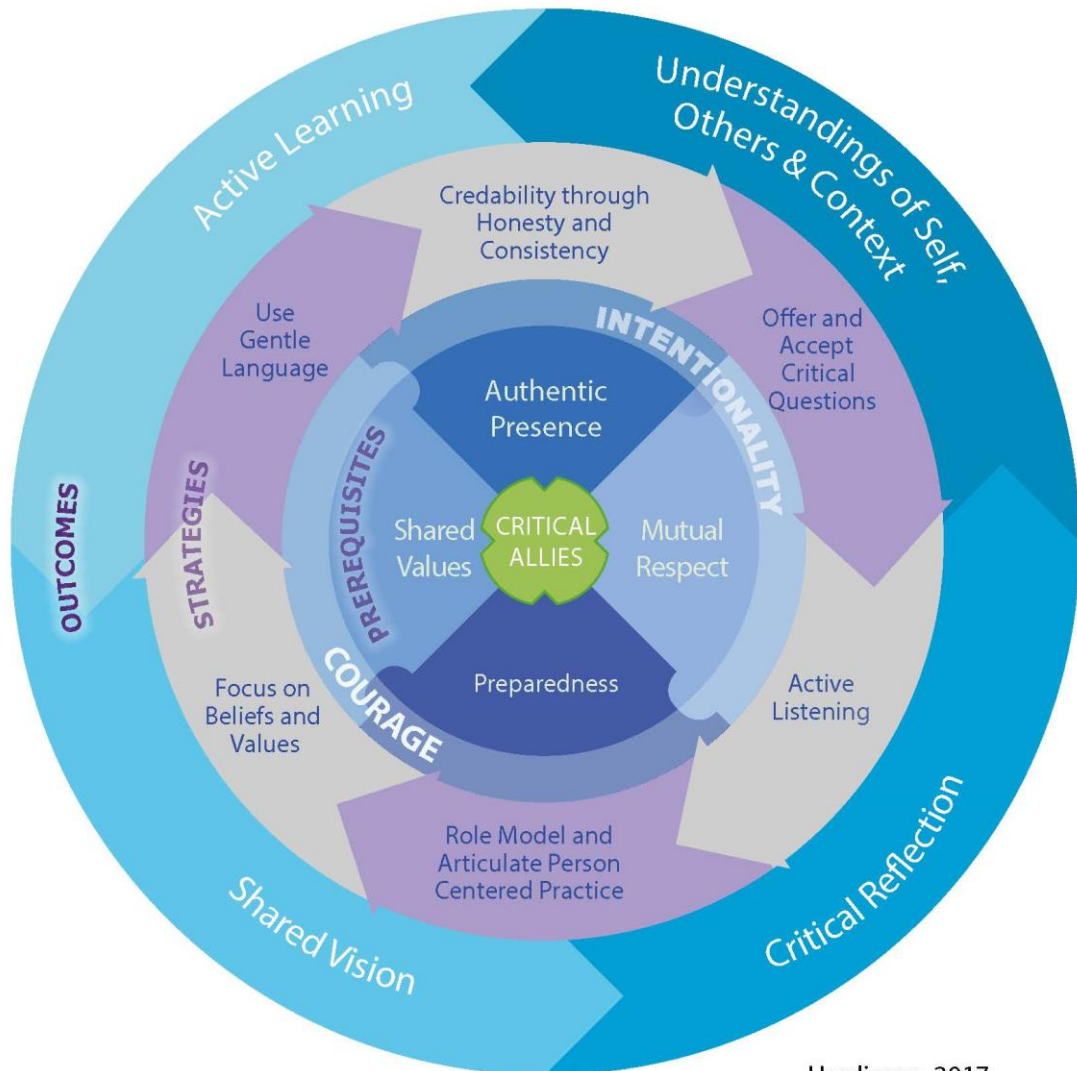 Active Learning
Understandings of Self,
Others & Context
Critical Reflection
Shared Vision
OUTCOMES
STRATEGIES
Credability through
Honesty and
Consistency
Offer and
Accept
Critical
Questions
Active
Listening
Role Model and
Articulate Person
Centered Practice
Focus on
Beliefs and
Values
Use
Gentle
Language
INTENTIONALITY
COURAGE
PREREQUISITES
Authentic
Presence
Mutual
Respect
Preparedness
Shared
Values
CRITICAL
ALLIES
2017